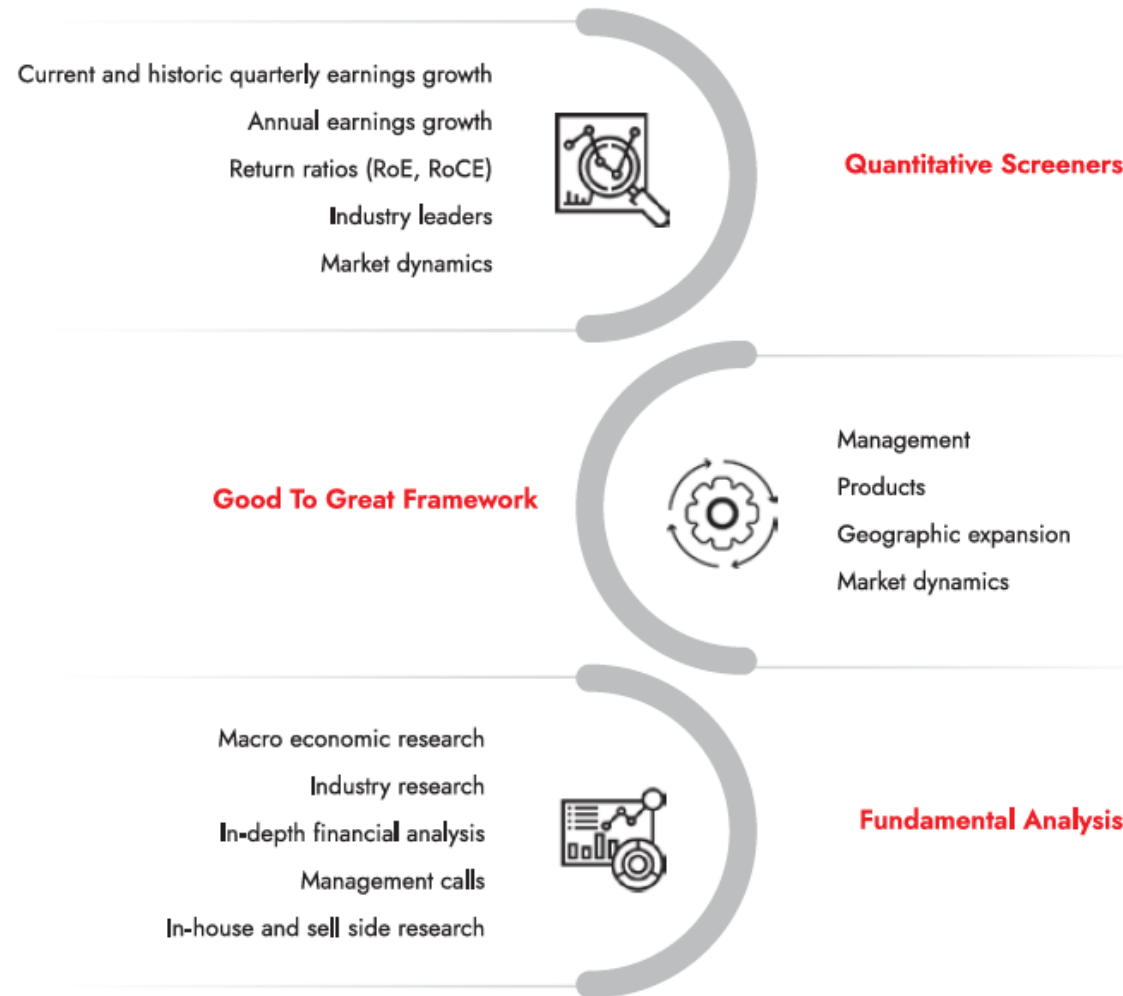 Current and historic quarterly earnings growth
Annual earnings growth
Return ratios (RoE, RoCE)
Industry leaders
Market dynamics
Quantitative Screeners
Good To Great Framework
Management
Products
Geographic expansion
Market dynamics
Macro economic research
Industry research
In-depth financial analysis
Management calls
In-house and sell side research
Fundamental Analysis